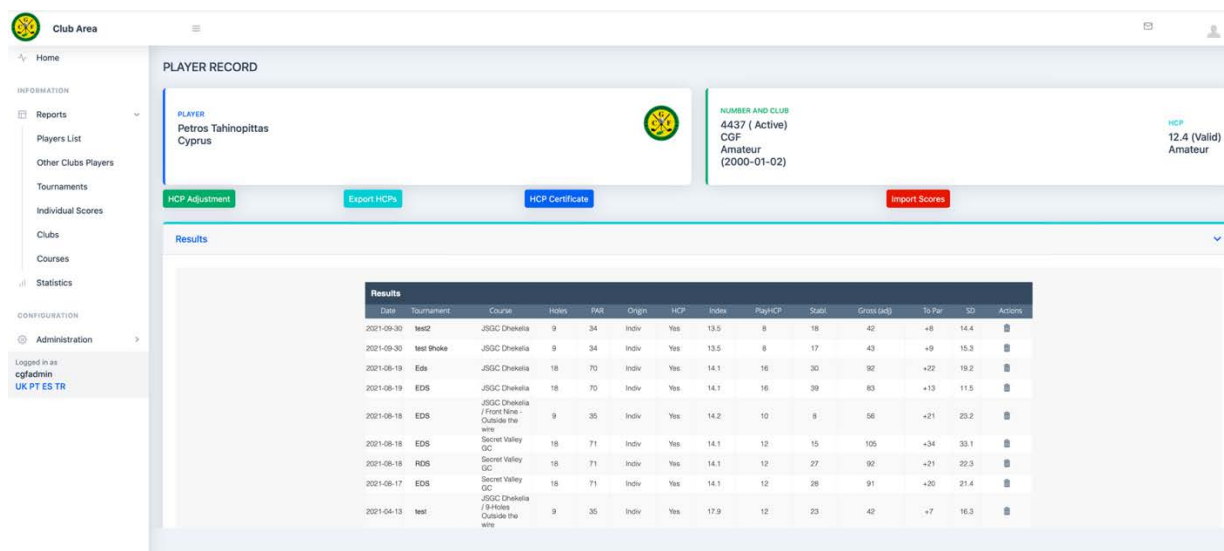 Club Area
Home
INFORMATION
Reports
Players List
Other Clubs Players
Tournaments
Individual Scores
Clubs
Courses
Statistics
CONFIGURATION
Administration
Logged in as
cgfadmin
UK PT ES TR
PLAYER RECORD
PLAYER
Petros Tahinopittas
Cyprus
NUMBER AND CLUB
4437 ( Active)
CGF
Amateur
(2000-01-02)
HCP
12.4 (Valid)
Amateur
HCP Adjustment
Export HCPs
HCP Certificate
Import Scores
Results
Results
Date Tournament Course Holes PAR Origin HCP Index PlayHCP Stabl. Gross (adj) To Par SD Actions
2021-09-30 test2 JSGC Dhekelia 9 34 Indiv Yes 13.5 8 18 42 +8 14.4
2021-09-30 test 9hoke JSGC Dhekelia 9 34 Indiv Yes 13.5 8 17 43 +9 15.3
2021-08-19 Eds JSGC Dhekelia 18 70 Indiv Yes 14.1 16 30 92 +22 19.2
2021-08-19 EDS JSGC Dhekelia 18 70 Indiv Yes 14.1 16 39 83 +13 11.5
JSGC Dhekelia
/ Front Nine -
2021-08-18 EDS 9 35 Indiv Yes 14.2 10 8 56 +21 23.2
Outside the
wire
2021-08-18 EDS Secret Valley GC 18 71 Indiv Yes 14.1 12 15 105 +34 33.1
2021-08-18 RDS Secret Valley GC 18 71 Indiv Yes 14.1 12 27 92 +21 22.3
2021-08-17 EDS Secret Valley GC 18 71 Indiv Yes 14.1 12 28 91 +20 21.4
JSGC Dhekelia
/ 9-Holes
2021-04-13 test 9 35 Indiv Yes 17.9 12 23 42 +7 16.3
Outside the
wire